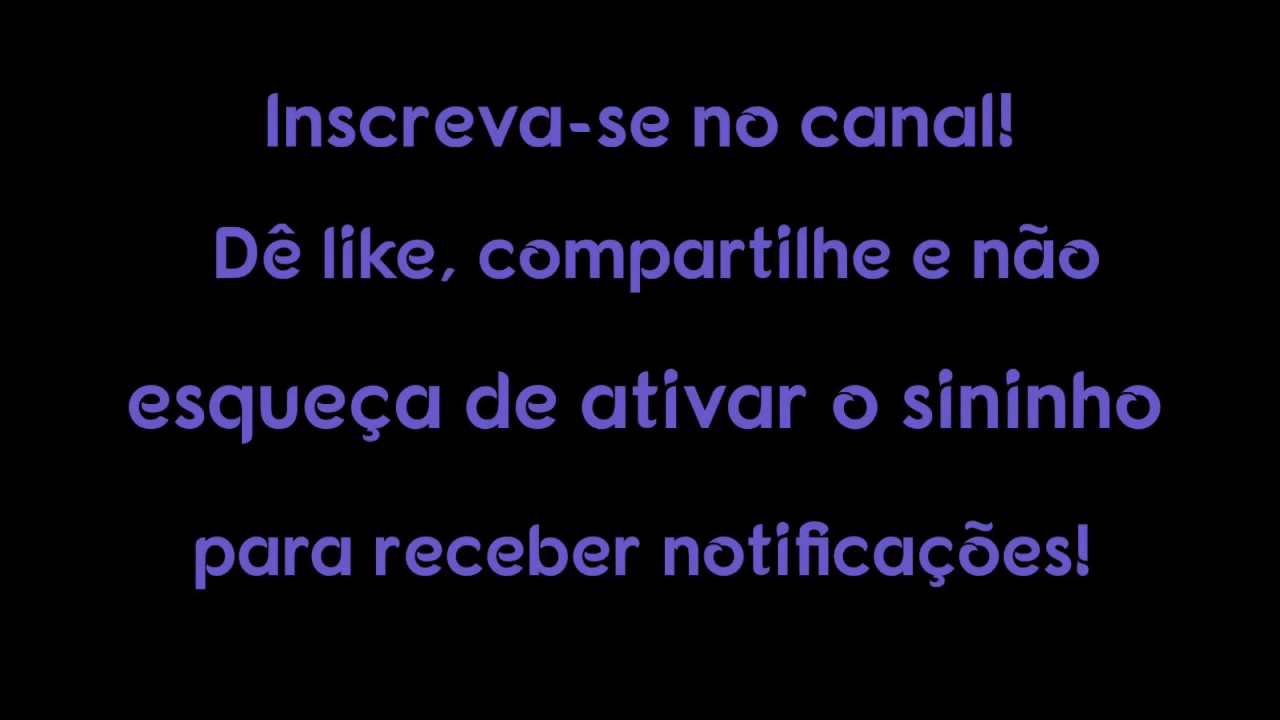 Inscreva-se no canal!
Dê like, compartilhe e não
esqueça de ativar o sininho
para receber notificações!